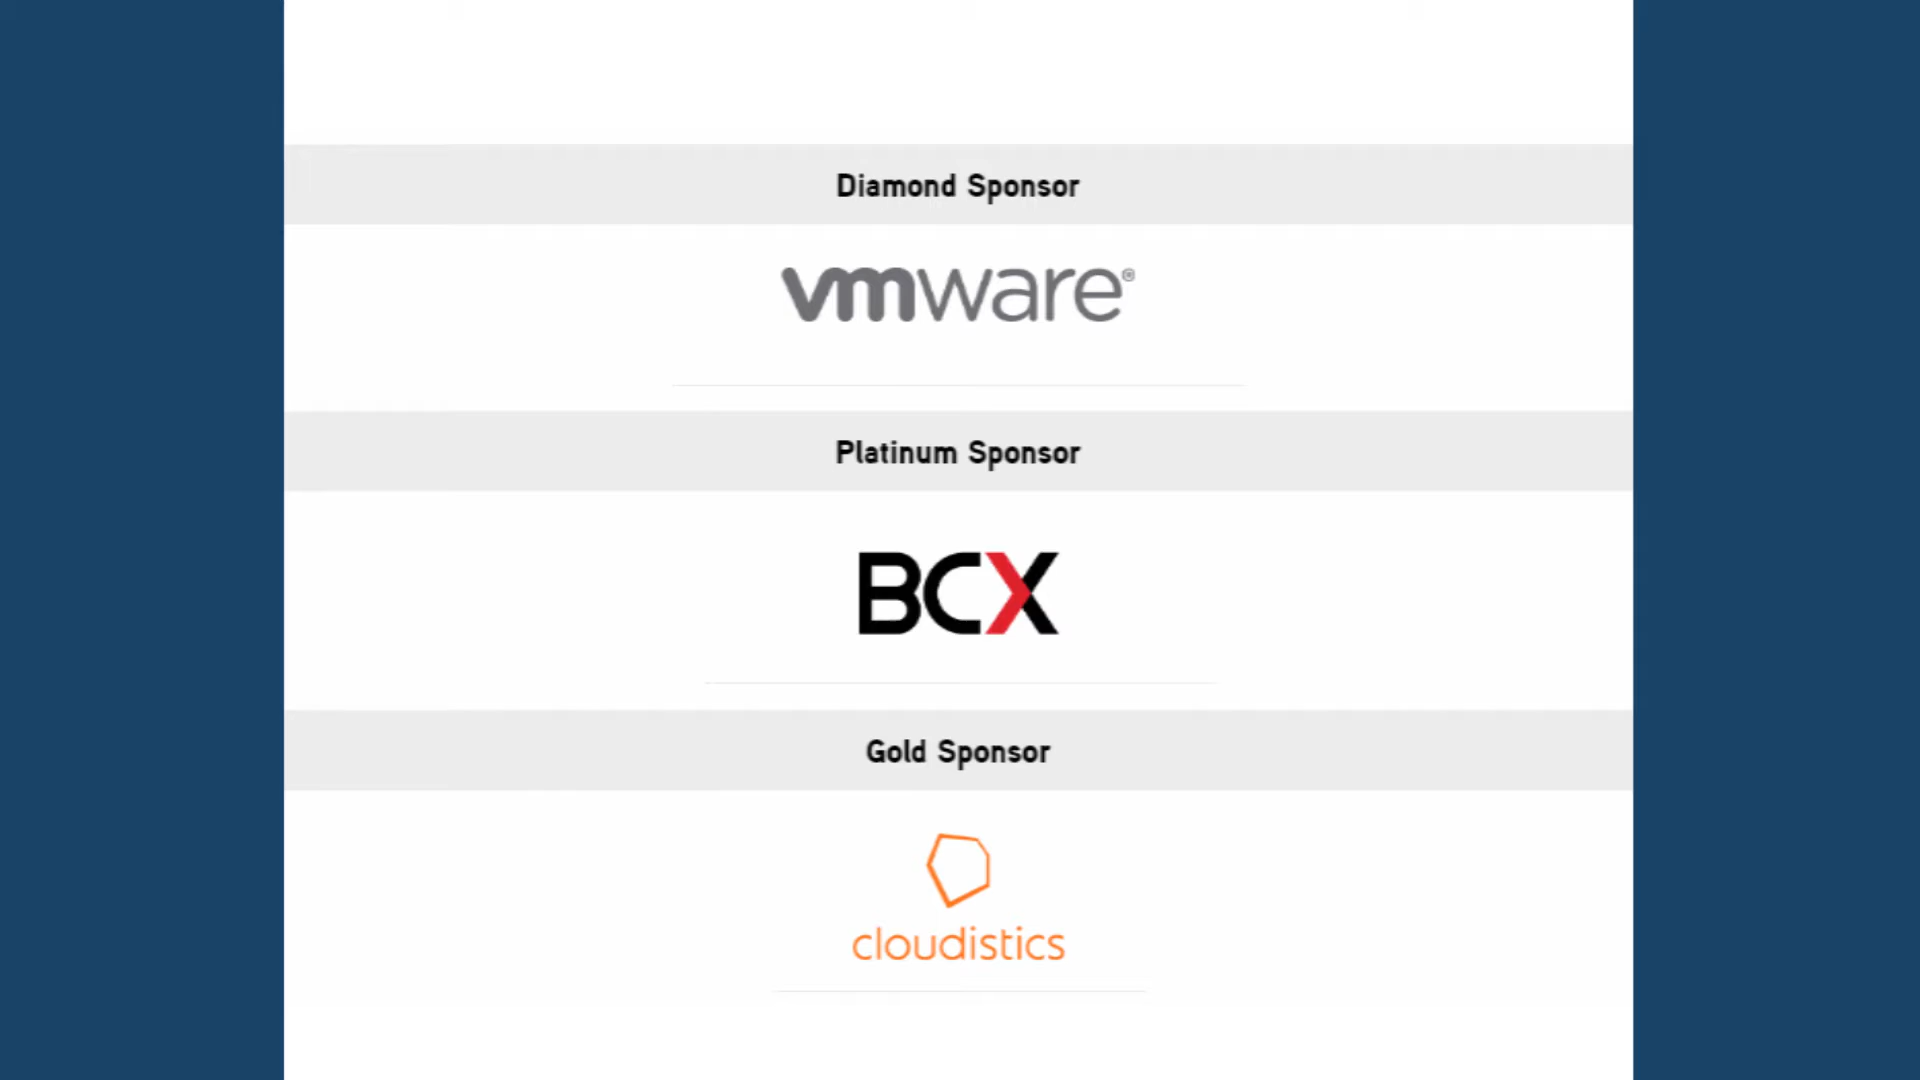 Diamond Sponsor
vmware®
Platinum Sponsor
BCX
Gold Sponsor
cloudistics